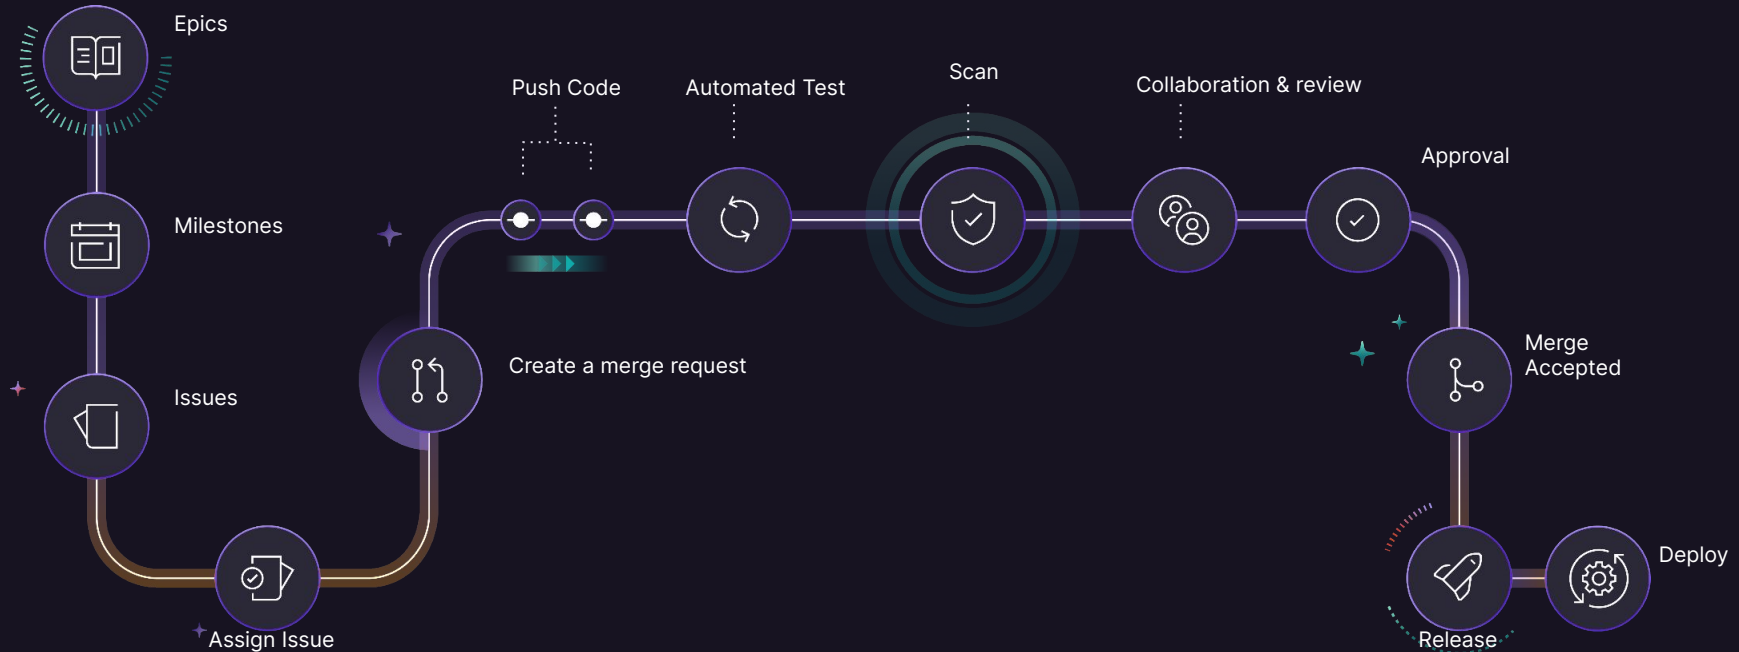 Epics
Milestones
Issues
Assign Issue
Create a merge request
Push Code
Automated Test
Scan
Collaboration & review
Approval
Merge
Accepted
Release
Deploy